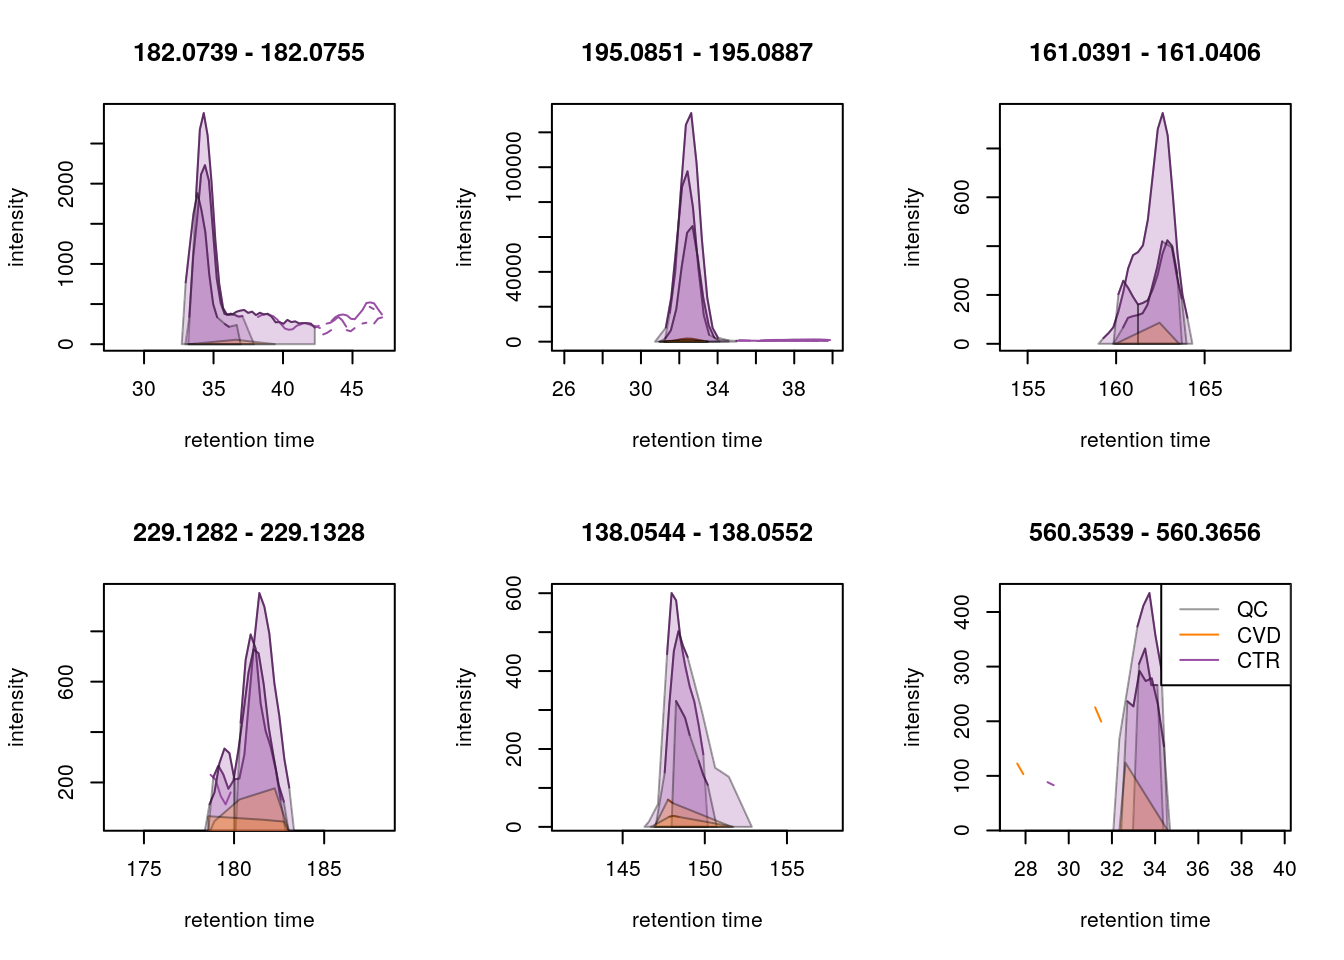 182.0739 - 182.0755
intensity
0 1000 2000
30 35 40 45
retention time
195.0851 - 195.0887
intensity
0 40000 100000
26 30 34 38
retention time
161.0391 - 161.0406
intensity
0 200 600
155 160 165
retention time
229.1282 - 229.1328
intensity
200 600
175 180 185
retention time
138.0544 - 138.0552
intensity
0 200 400 600
145 150 155
retention time
560.3539 - 560.3656
intensity
0 100 200 300 400
QC
CVD
CTR
28 30 32 34 36 38 40
retention time